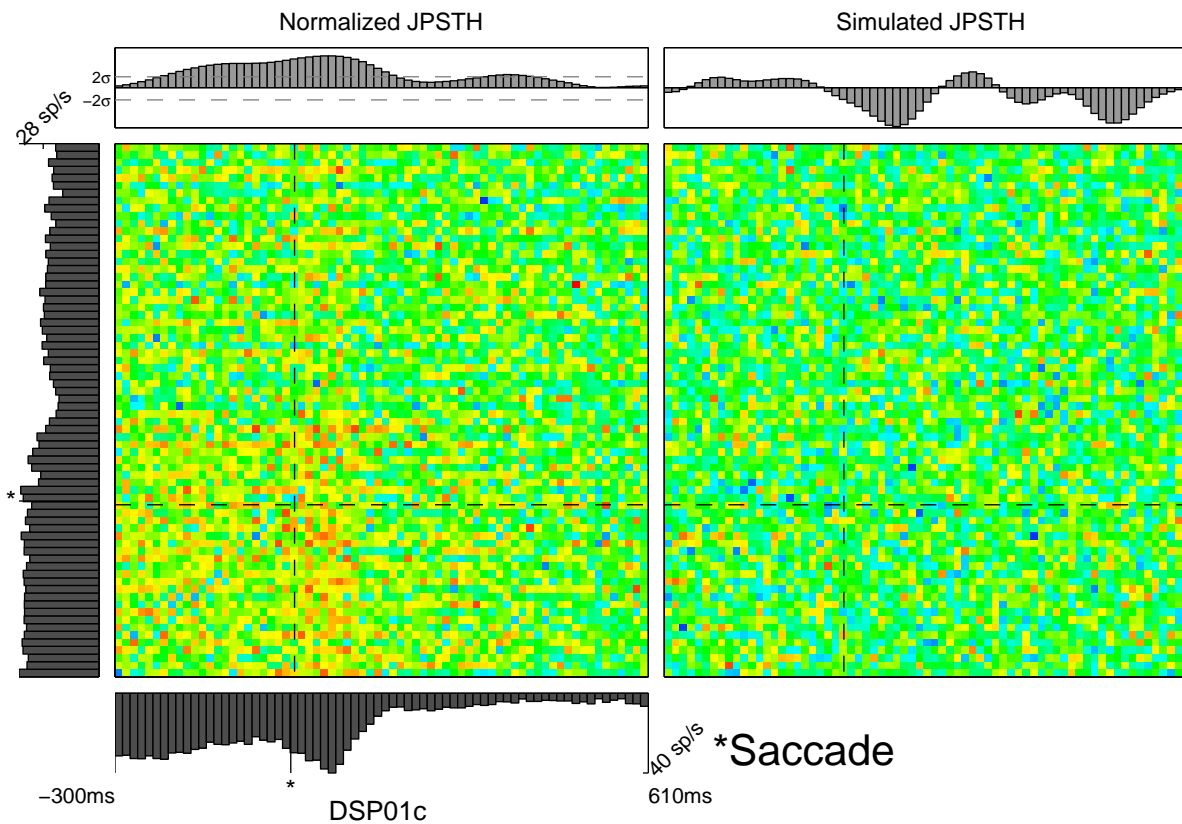 Normalized JPSTH
Simulated JPSTH
2σ
−2σ
28 sp/s
*
40 sp/s
*Saccade
*
−300ms
610ms
DSP01c